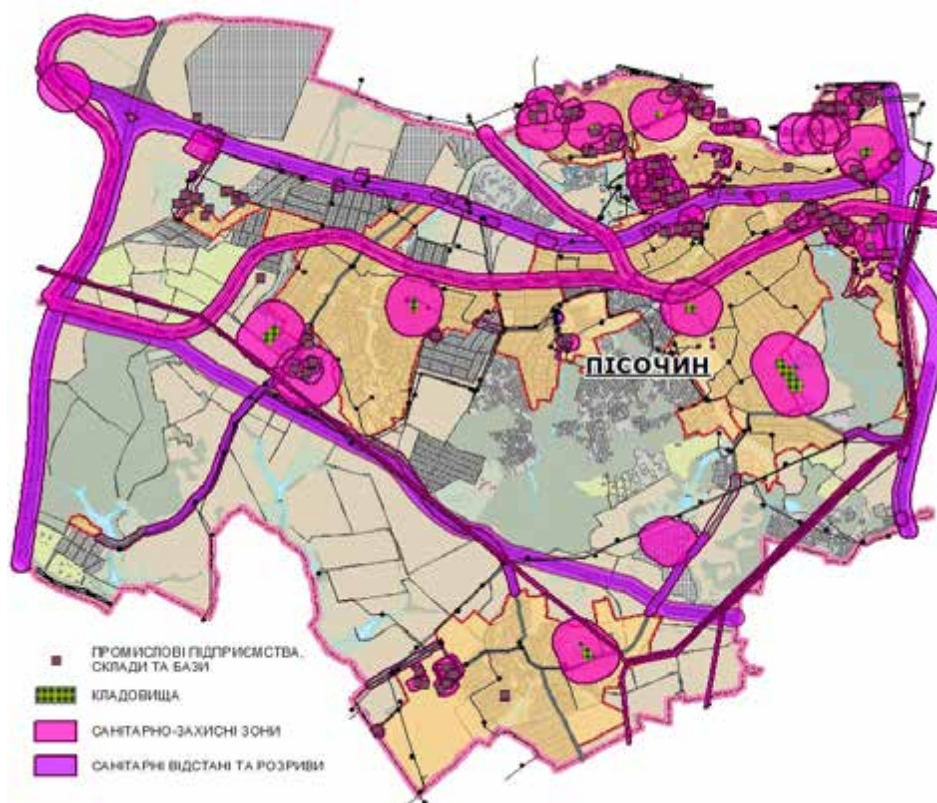 ПІСОЧИН
ПРОМИСЛОВІ ПІДПРИЄМСТВА,
СКЛАДИ ТА БАЗИ
КЛАДОВИЩА
САНІТАРНО-ЗАХИСНІ ЗОНИ
САНІТАРНІ ВІДСТАНІ ТА РОЗРИВИ